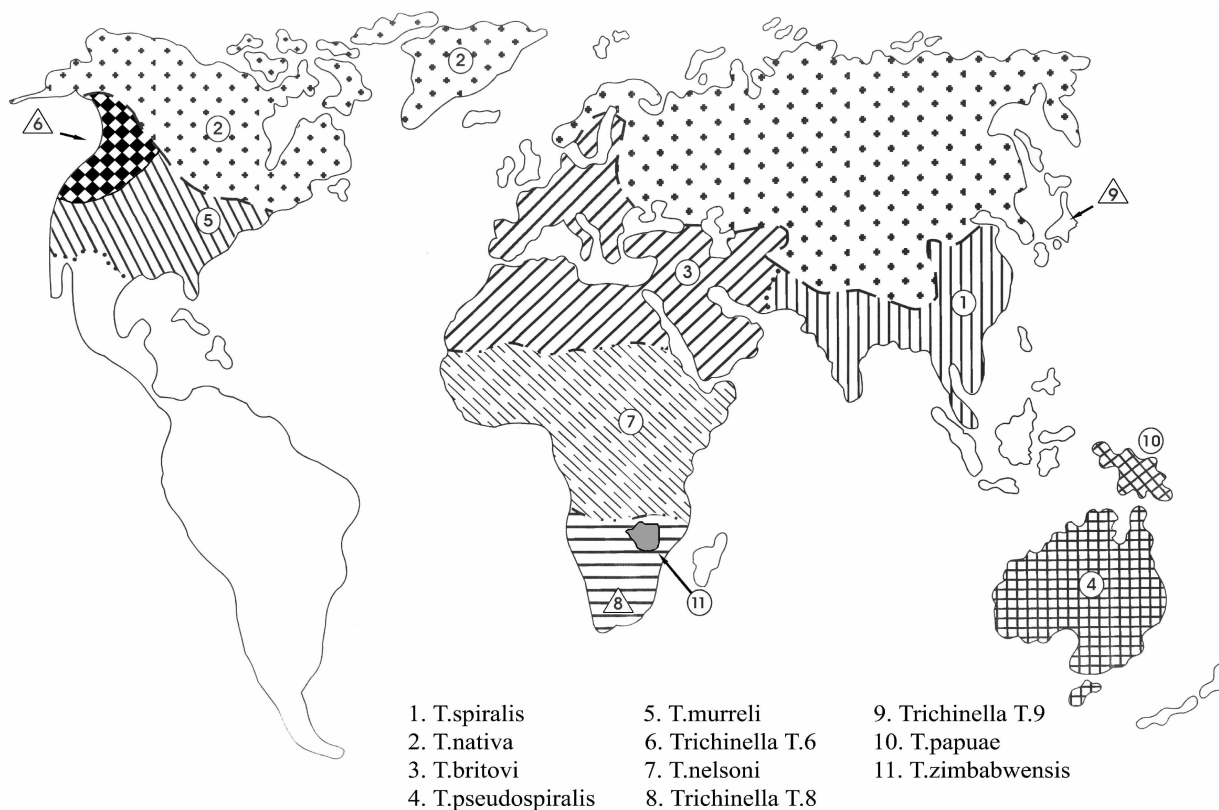 2
2
6
9
5
3
1
7
10
4
8
11
1. T.spiralis
2. T.nativa
3. T.britovi
4. T.pseudospiralis
5. T.murreli
6. Trichinella T.6
7. T.nelsoni
8. Trichinella T.8
9. Trichinella T.9
10. T.papuae
11. T.zimbabwensis